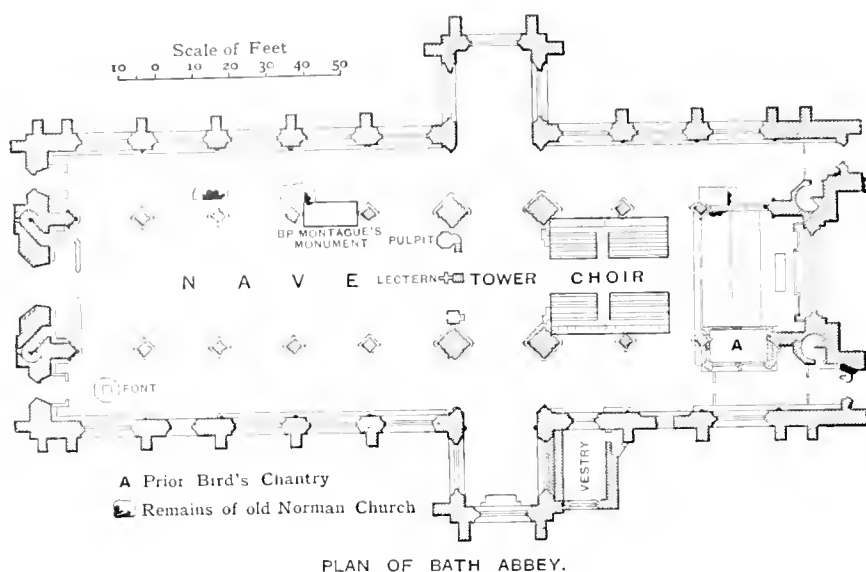 Scale of Feet
10 0 10 20 30 40 50
BP MONTAGUE'S
MONUMENT
PULPIT
NAVE
LECTERN
TOWER
CHOIR
A
FONT
VESTRY
A Prior Bird's Chantry
Remains of old Norman Church
PLAN OF BATH ABBEY.